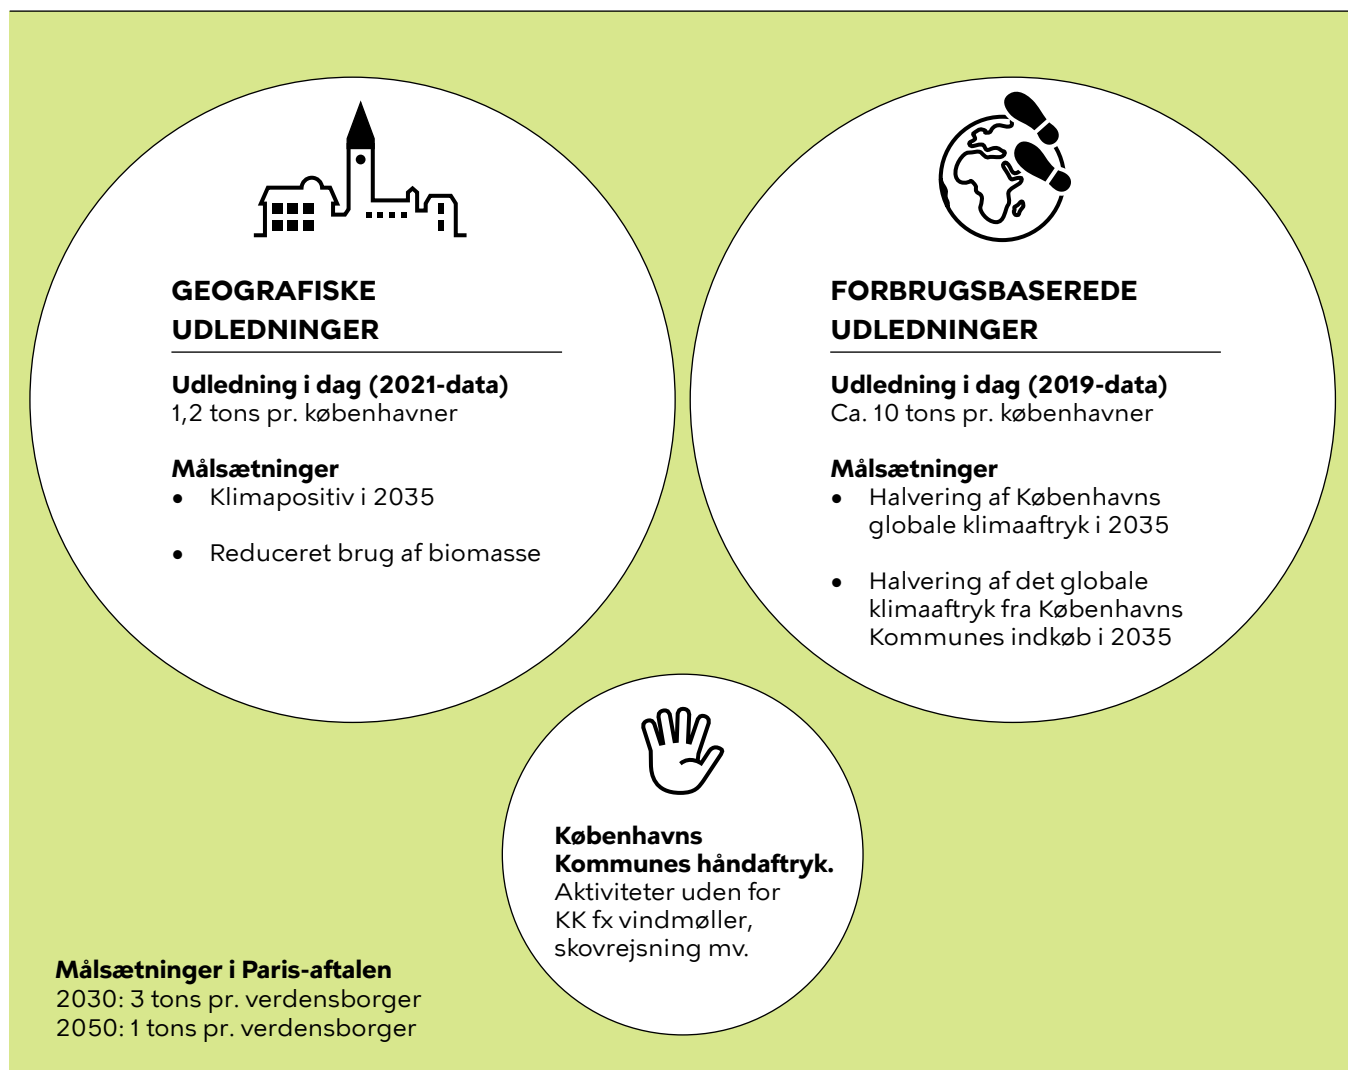 GEOGRAFISKE
UDLEDNINGER
Udledning i dag (2021-data)
1,2 tons pr. københavner
Målsætninger
• Klimapositiv i 2035
• Reduceret brug af biomasse
FORBRUGSBASEREDE
UDLEDNINGER
Udledning i dag (2019-data)
Ca. 10 tons pr. københavner
Målsætninger
• Halvering af Københavns
globale klimaaftryk i 2035
• Halvering af det globale
klimaaftryk fra Københavns
Kommunes indkøb i 2035
Københavns
Kommunes håndaftryk.
Aktiviteter uden for
KK fx vindmøller,
skovrejsning mv.
Målsætninger i Paris-aftalen
2030: 3 tons pr. verdensborger
2050: 1 tons pr. verdensborger